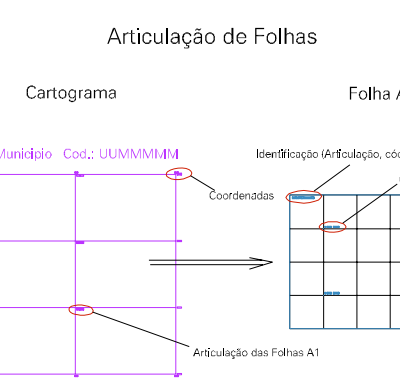 Articulação de Folhas
Cartograma
Folha A
Municipio Cod.: UUMMMMM
Identificação (Articulação, cód
Coordenadas
Articulação das Folhas A1